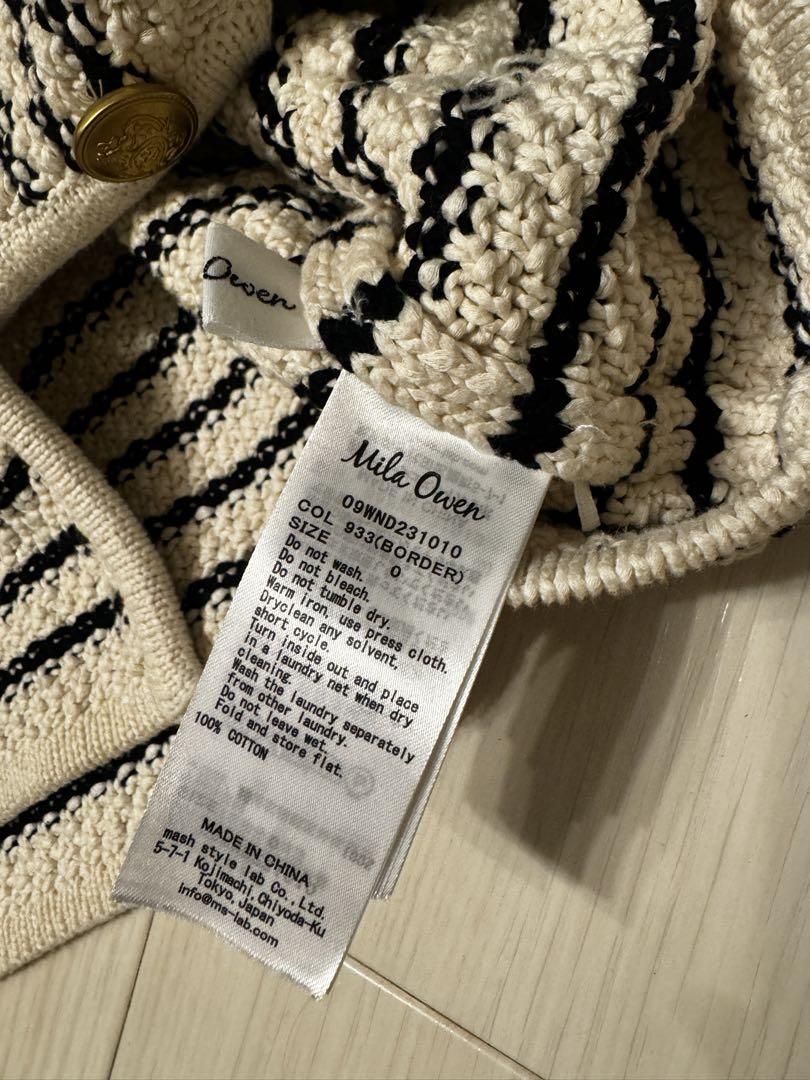 Owen
Mila Owen
09WND231010
COL 933(BORDER)
SIZE 0
Do not wash.
Do not bleach.
Do not tumble dry.
Warm iron, use press cloth.
Dryclean any solvent,
short cycle.
Turn inside out and place
in a laundry net when dry
cleaning.
Wash the laundry separately
from other laundry.
Do not leave wet.
Fold and store flat.
100% COTTON
MADE IN CHINA
mash style lab Co., Ltd.
5-7-1 Kojimachi, Chiyoda-Ku
Tokyo, Japan
Info@ms-lab.com